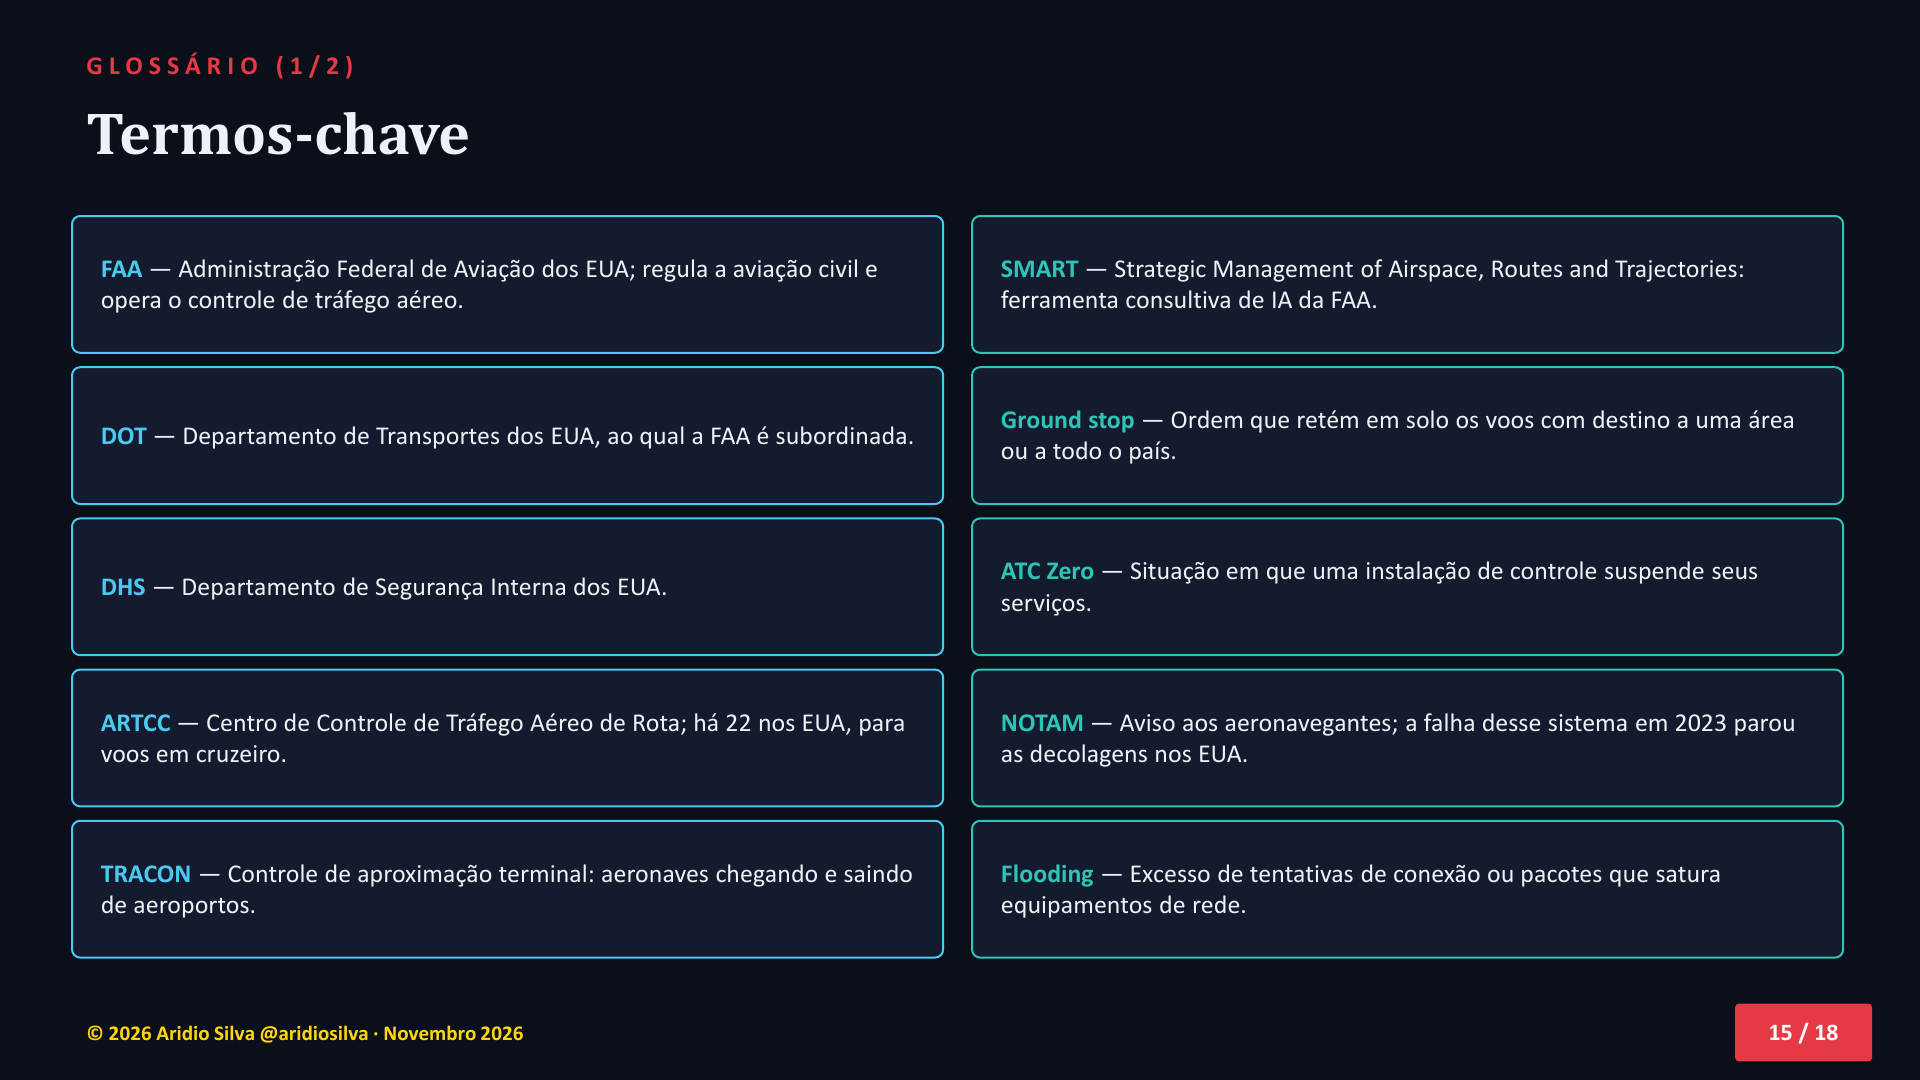 GLOSSÁRIO (1/2)
Termos-chave
FAA — Administração Federal de Aviação dos EUA; regula a aviação civil e
opera o controle de tráfego aéreo.
DOT — Departamento de Transportes dos EUA, ao qual a FAA é subordinada.
DHS — Departamento de Segurança Interna dos EUA.
ARTCC — Centro de Controle de Tráfego Aéreo de Rota; há 22 nos EUA, para
voos em cruzeiro.
TRACON — Controle de aproximação terminal: aeronaves chegando e saindo
de aeroportos.
SMART — Strategic Management of Airspace, Routes and Trajectories:
ferramenta consultiva de IA da FAA.
Ground stop — Ordem que retém em solo os voos com destino a uma área
ou a todo o país.
ATC Zero — Situação em que uma instalação de controle suspende seus
serviços.
NOTAM — Aviso aos aeronavegantes; a falha desse sistema em 2023 parou
as decolagens nos EUA.
Flooding — Excesso de tentativas de conexão ou pacotes que satura
equipamentos de rede.
© 2026 Aridio Silva @aridiosilva · Novembro 2026
15 / 18